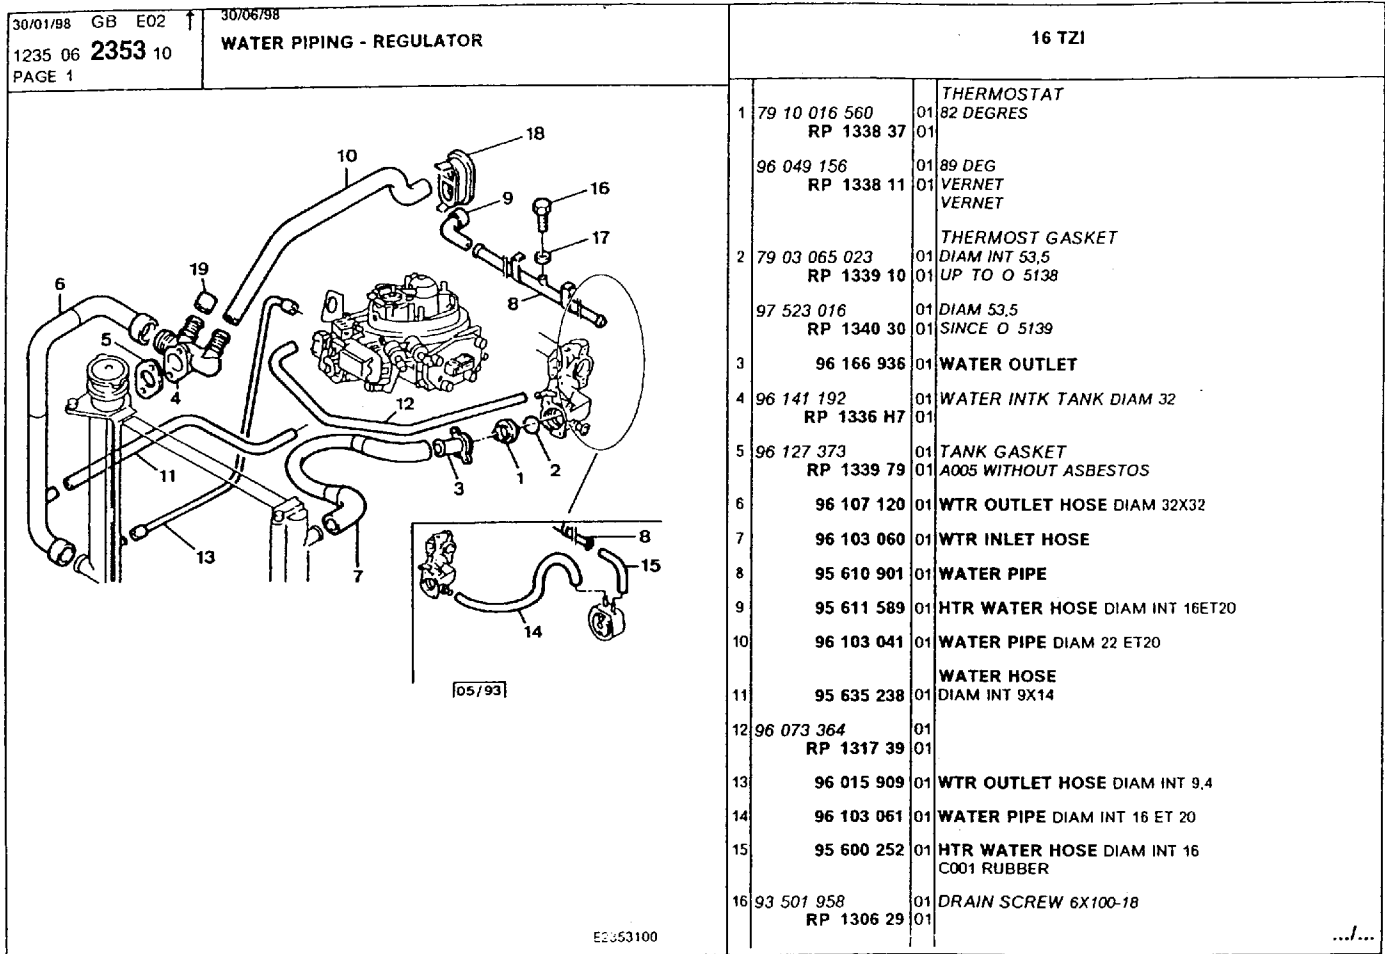 30/01/98 GB E02 ↑
1235 06 2353 10
PAGE 1
30/06/98
WATER PIPING - REGULATOR
16 TZI
18
10
16
9
17
19
6
8
5
4
12
11
3
1
2
13
7
8
15
14
05/93
E2353100
THERMOSTAT
1 79 10 016 560 01 82 DEGRES
RP 1338 37 01
96 049 156 01 89 DEG
RP 1338 11 01 VERNET
VERNET
THERMOST GASKET
2 79 03 065 023 01 DIAM INT 53,5
RP 1339 10 01 UP TO O 5138
97 523 016 01 DIAM 53,5
RP 1340 30 01 SINCE O 5139
3 96 166 936 01 WATER OUTLET
4 96 141 192 01 WATER INTK TANK DIAM 32
RP 1336 H7 01
5 96 127 373 01 TANK GASKET
RP 1339 79 01 A005 WITHOUT ASBESTOS
6 96 107 120 01 WTR OUTLET HOSE DIAM 32X32
7 96 103 060 01 WTR INLET HOSE
8 95 610 901 01 WATER PIPE
9 95 611 589 01 HTR WATER HOSE DIAM INT 16ET20
10 96 103 041 01 WATER PIPE DIAM 22 ET20
WATER HOSE
11 95 635 238 01 DIAM INT 9X14
12 96 073 364 01
RP 1317 39 01
13 96 015 909 01 WTR OUTLET HOSE DIAM INT 9,4
14 96 103 061 01 WATER PIPE DIAM INT 16 ET 20
15 95 600 252 01 HTR WATER HOSE DIAM INT 16
C001 RUBBER
16 93 501 958 01 DRAIN SCREW 6X100-18
RP 1306 29 01
.../...